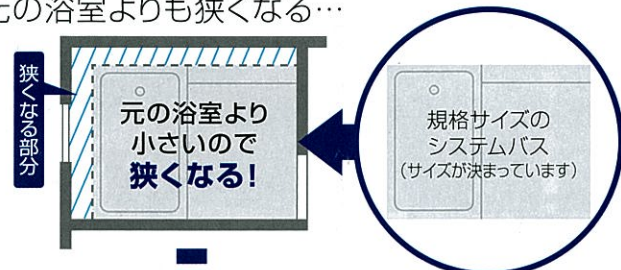 元の浴室よりも狭くなる…
狭くなる部分
元の浴室より
小さいので
狭くなる!
規格サイズの
システムバス
(サイズが決まっています)